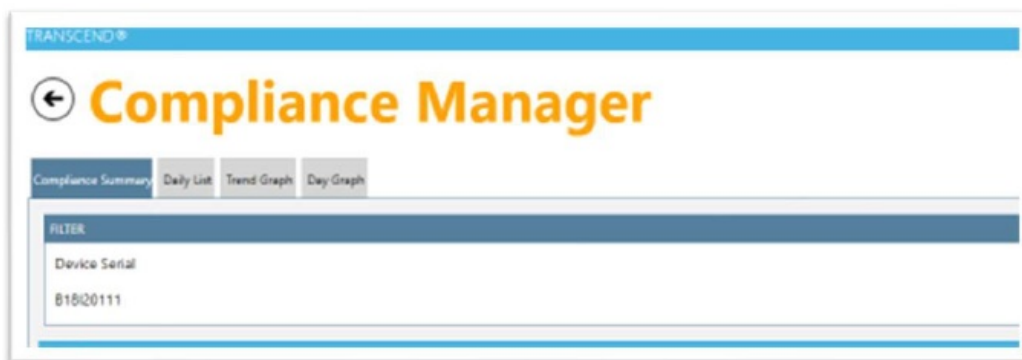 TRANSCEND®
Compliance Manager
Compliance Summary Daily List Trend Graph Day Graph
FILTER
Device Serial
B18I20111